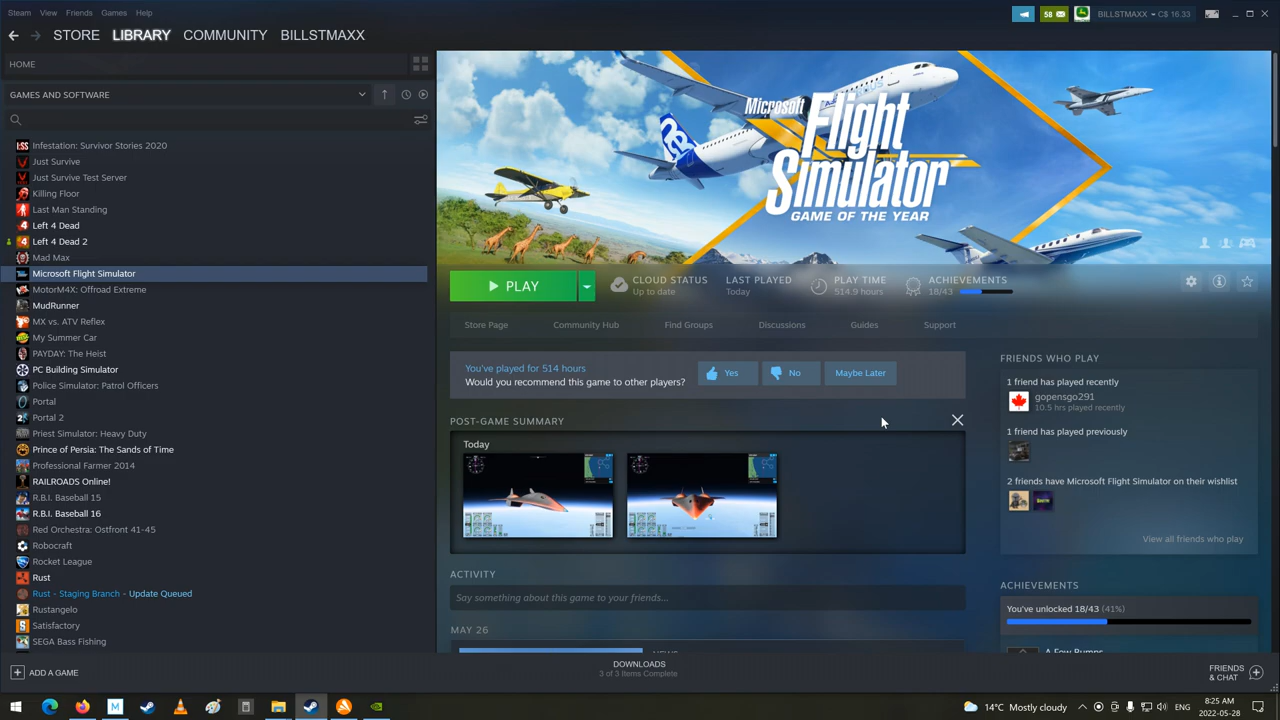 Steam View Friends Games Help
58 BILLSTMAXX C$ 16.33
STORE LIBRARY COMMUNITY BILLSTMAXX
HOME
GAMES AND SOFTWARE
Infestation: Survivor Stories 2020
Just Survive
Just Survive Test Server
Killing Floor
Last Man Standing
Left 4 Dead
Left 4 Dead 2
Mad Max
Microsoft Flight Simulator
MotorM4X: Offroad Extreme
MudRunner
MX vs. ATV Reflex
My Summer Car
PAYDAY: The Heist
PC Building Simulator
Police Simulator: Patrol Officers
Portal
Portal 2
Priest Simulator: Heavy Duty
Prince of Persia: The Sands of Time
Professional Farmer 2014
RAILROADS Online!
R.B.I. Baseball 15
R.B.I. Baseball 16
Red Orchestra: Ostfront 41-45
Robocraft
Rocket League
Rust
Rust - Staging Branch - Update Queued
Rustangelo
Satisfactory
SEGA Bass Fishing
Microsoft
Flight
Simulator
GAME OF THE YEAR
PLAY
CLOUD STATUS
Up to date
LAST PLAYED
Today
PLAY TIME
514.9 hours
ACHIEVEMENTS
18/43
Store Page Community Hub Find Groups Discussions Guides Support
You've played for 514 hours
Would you recommend this game to other players?
Yes No Maybe Later
POST-GAME SUMMARY
Today
ACTIVITY
Say something about this game to your friends...
MAY 26
NEWS
FRIENDS WHO PLAY
1 friend has played recently
gopensgo291
10.5 hrs played recently
1 friend has played previously
2 friends have Microsoft Flight Simulator on their wishlist
View all friends who play
ACHIEVEMENTS
You've unlocked 18/43 (41%)
A Few Bumps
ADD A GAME
DOWNLOADS
3 of 3 Items Complete
FRIENDS
& CHAT
14°C Mostly cloudy
ENG
8:25 AM
2022-05-28